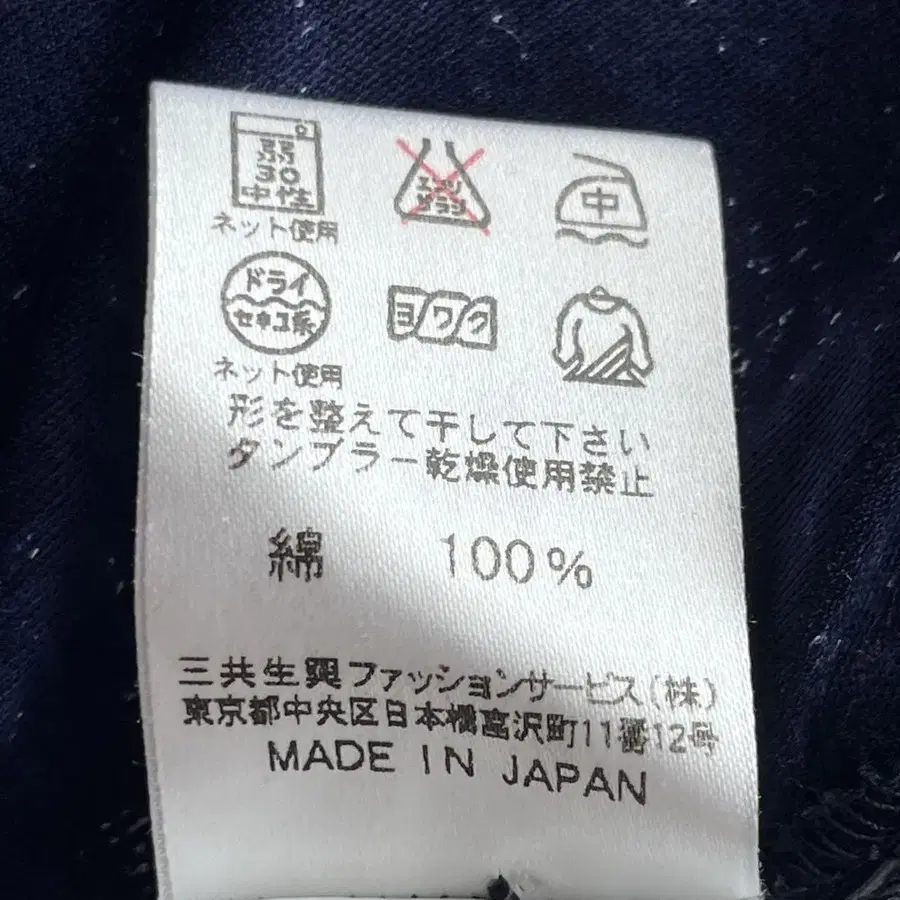 弱
30
中性
ネット使用
エンソ
サラシ
中
ドライ
セキユ系
ネット使用
ヨワク
形を整えて干して下さい
タンブラー乾燥使用禁止
綿 100%
三共生興ファッションサービス(株)
東京都中央区日本橋富沢町11番12号
MADE IN JAPAN